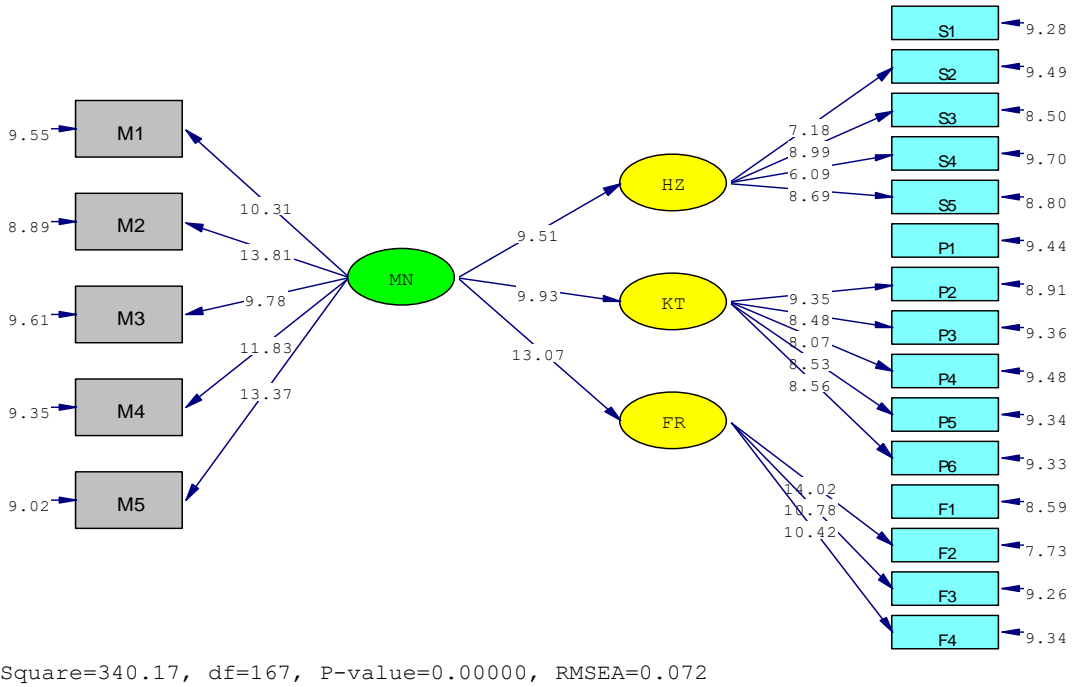 S1
9.28
S2
9.49
S3
8.50
S4
9.70
S5
8.80
P1
9.44
P2
8.91
P3
9.36
P4
9.48
P5
9.34
P6
9.33
F1
8.59
F2
7.73
F3
9.26
F4
9.34
9.55
M1
8.89
M2
9.61
M3
9.35
M4
9.02
M5
10.31
13.81
9.78
11.83
13.37
MN
9.51
9.93
13.07
HZ
KT
FR
7.18
8.99
6.09
8.69
9.35
8.48
8.07
8.53
8.56
14.02
10.78
10.42
Square=340.17, df=167, P-value=0.00000, RMSEA=0.072